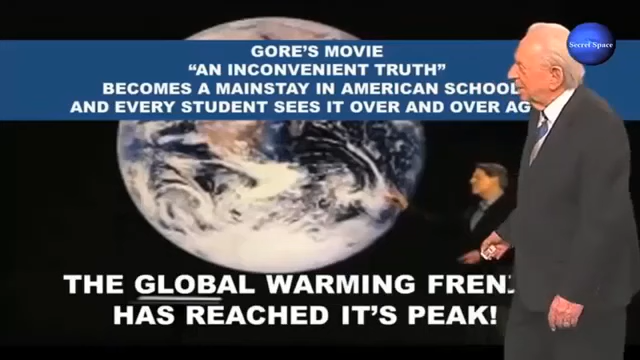 Secret Space
GORE'S MOVIE
"AN INCONVENIENT TRUTH"
BECOMES A MAINSTAY IN AMERICAN SCHOOL
AND EVERY STUDENT SEES IT OVER AND OVER AG
THE GLOBAL WARMING FREN
HAS REACHED IT'S PEAK!